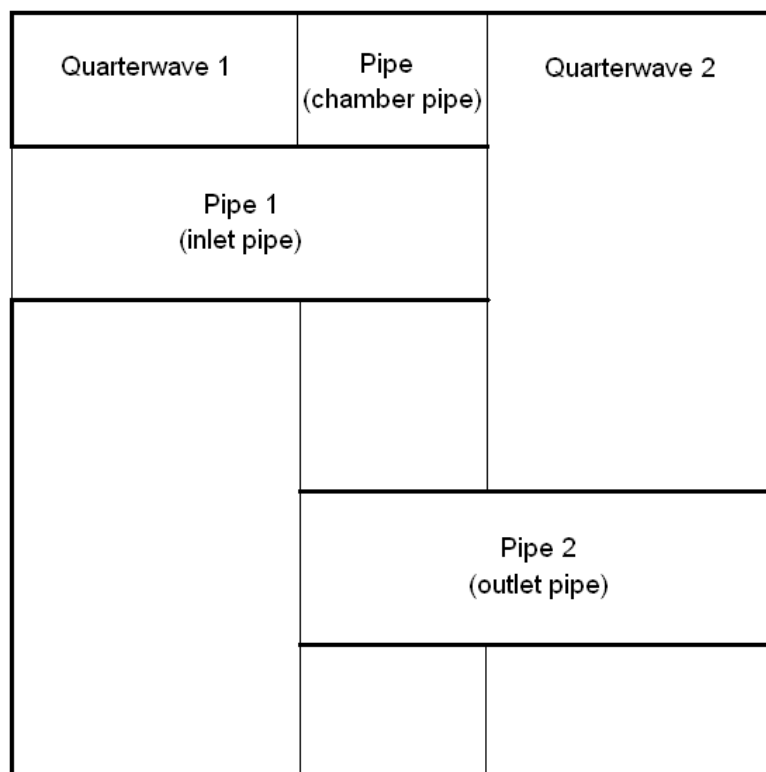 Quarterwave 1
Pipe
(chamber pipe)
Quarterwave 2
Pipe 1
(inlet pipe)
Pipe 2
(outlet pipe)